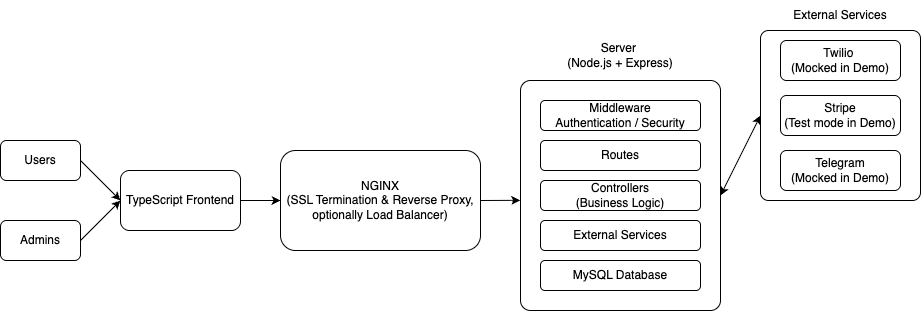 Users
Admins
TypeScript Frontend
NGINX
(SSL Termination & Reverse Proxy,
optionally Load Balancer)
Server
(Node.js + Express)
Middleware
Authentication / Security
Routes
Controllers
(Business Logic)
External Services
MySQL Database
External Services
Twilio
(Mocked in Demo)
Stripe
(Test mode in Demo)
Telegram
(Mocked in Demo)